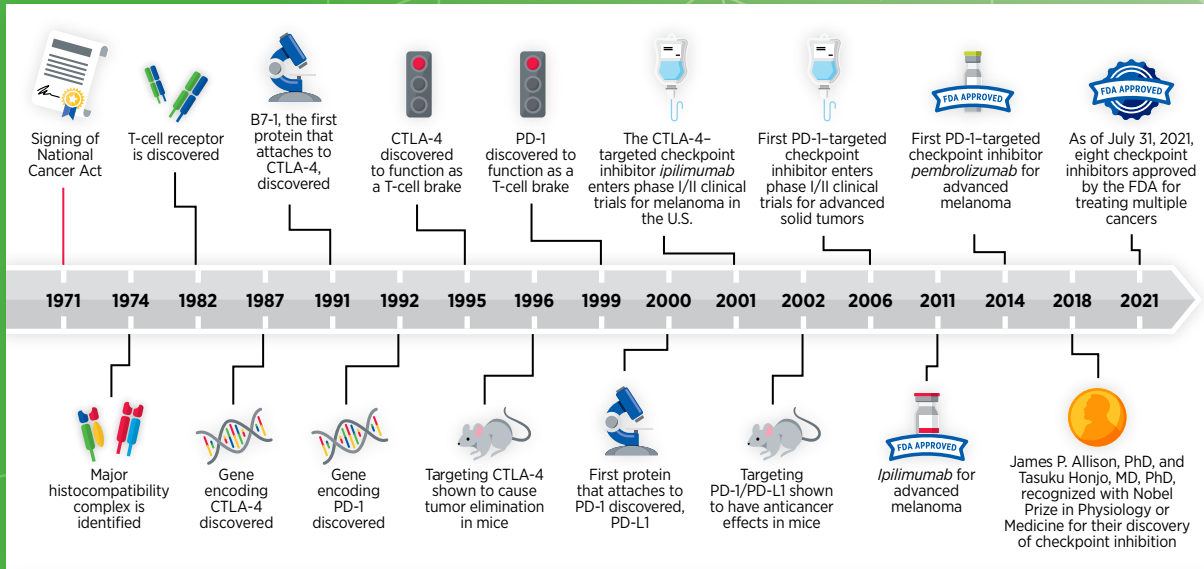 Signing of
National
Cancer Act
T-cell receptor
is discovered
B7-1, the first
protein that
attaches to
CTLA-4,
discovered
CTLA-4
discovered
to function as
a T-cell brake
PD-1
discovered to
function as a
T-cell brake
The CTLA-4–
targeted checkpoint
inhibitor ipilimumab
enters phase I/II clinical
trials for melanoma in
the U.S.
First PD-1–targeted
checkpoint
inhibitor enters
phase I/II clinical
trials for advanced
solid tumors
FDA APPROVED
First PD-1–targeted
checkpoint inhibitor
pembrolizumab for
advanced
melanoma
FDA APPROVED
As of July 31, 2021,
eight checkpoint
inhibitors approved
by the FDA for
treating multiple
cancers
1971 1974 1982 1987 1991 1992 1995 1996 1999 2000 2001 2002 2006 2011 2014 2018 2021
Major
histocompatibility
complex is
identified
Gene
encoding
CTLA-4
discovered
Gene
encoding
PD-1
discovered
Targeting CTLA-4
shown to cause
tumor elimination
in mice
First protein
that attaches to
PD-1 discovered,
PD-L1
Targeting
PD-1/PD-L1 shown
to have anticancer
effects in mice
FDA APPROVED
Ipilimumab for
advanced
melanoma
James P. Allison, PhD, and
Tasuku Honjo, MD, PhD,
recognized with Nobel
Prize in Physiology or
Medicine for their discovery
of checkpoint inhibition